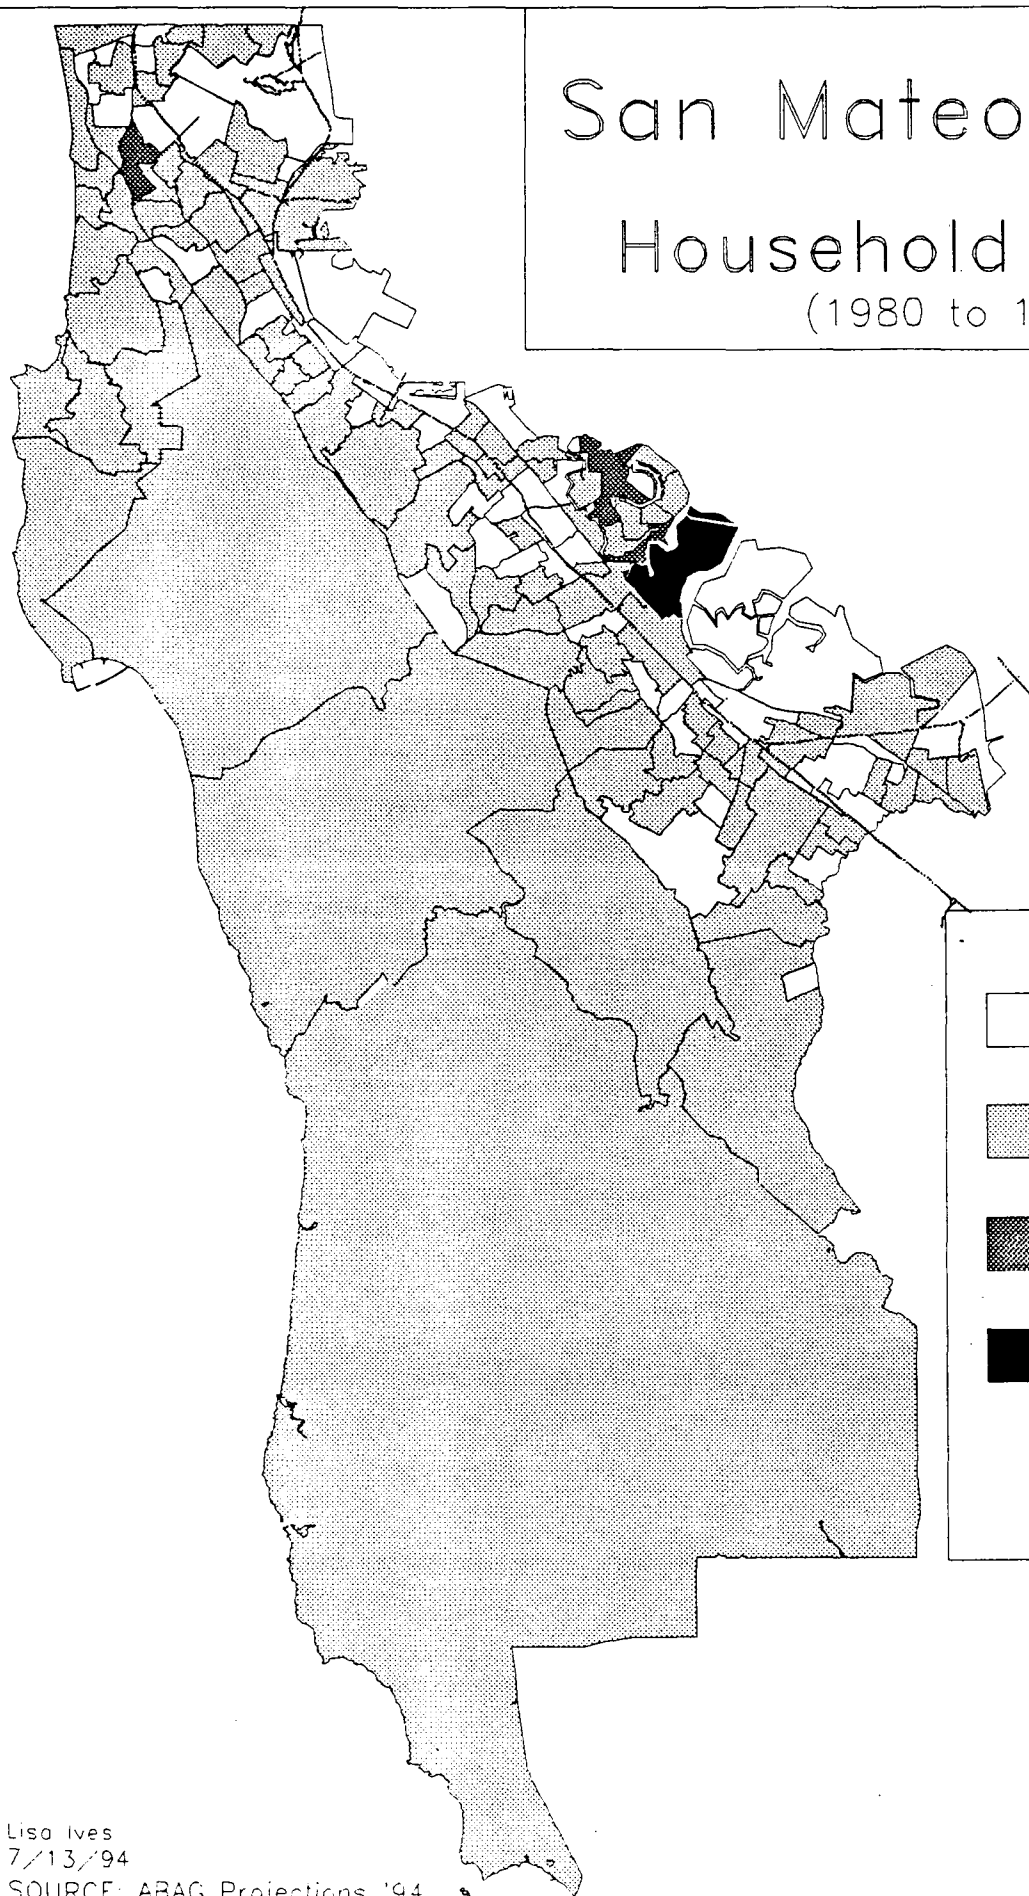 San Mateo
Household
(1980 to 1
Lisa Ives
7/13/94
SOURCE: ABAG Projections '94